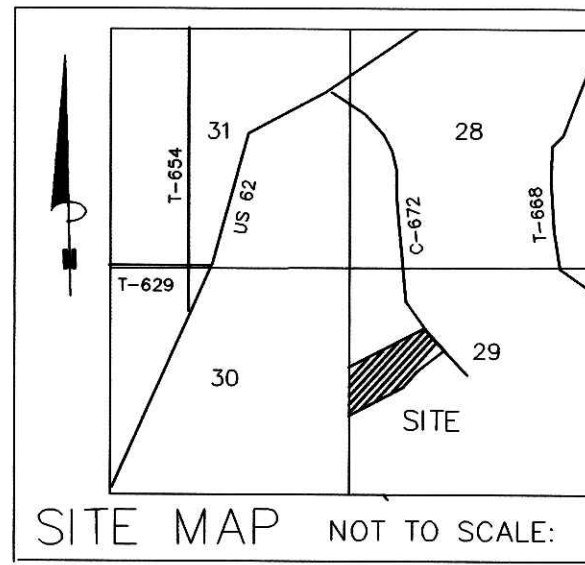 31
28
T-654
US 62
C-672
T-668
T-629
30
29
SITE
SITE MAP NOT TO SCALE: